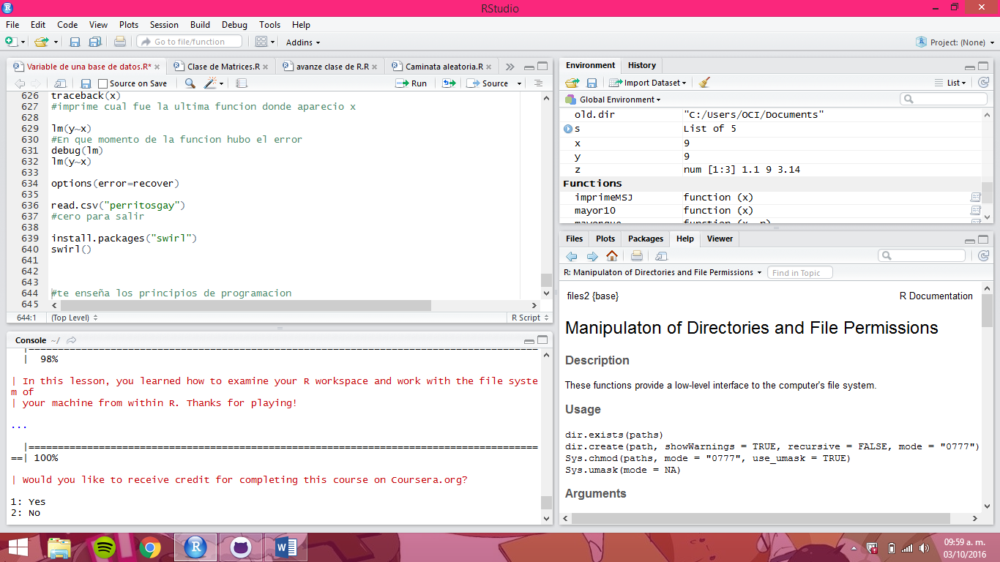 RStudio
File Edit Code View Plots Session Build Debug Tools Help
Go to file/function Addins Project: (None)
Variable de una base de datos.R* Clase de Matrices.R avanze clase de R.R Caminata aleatoria.R
Source on Save Run Source
626 traceback(x)
627 #imprime cual fue la ultima funcion donde aparecio x
628
629 lm(y~x)
630 #En que momento de la funcion hubo el error
631 debug(lm)
632 lm(y~x)
633
634 options(error=recover)
635
636 read.csv("perritosgay")
637 #cero para salir
638
639 install.packages("swirl")
640 swirl()
641
642
643
644 #te enseña los principios de programacion
645
644:1 (Top Level) R Script
Console ~/
|=======================================================================================
| 98%
| In this lesson, you learned how to examine your R workspace and work with the file syste
m of
| your machine from within R. Thanks for playing!
...
|=======================================================================================
==| 100%
| Would you like to receive credit for completing this course on Coursera.org?
1: Yes
2: No
Environment History
Import Dataset List
Global Environment
old.dir "C:/Users/OCI/Documents"
s List of 5
x 9
y 9
z num [1:3] 1.1 9 3.14
Functions
imprimeMSJ function (x)
mayor10 function (x)
mayorque function (x, n)
Files Plots Packages Help Viewer
R: Manipulaton of Directories and File Permissions Find in Topic
files2 {base} R Documentation
Manipulaton of Directories and File Permissions
Description
These functions provide a low-level interface to the computer's file system.
Usage
dir.exists(paths)
dir.create(path, showWarnings = TRUE, recursive = FALSE, mode = "0777")
Sys.chmod(paths, mode = "0777", use_umask = TRUE)
Sys.umask(mode = NA)
Arguments
09:59 a. m.
03/10/2016